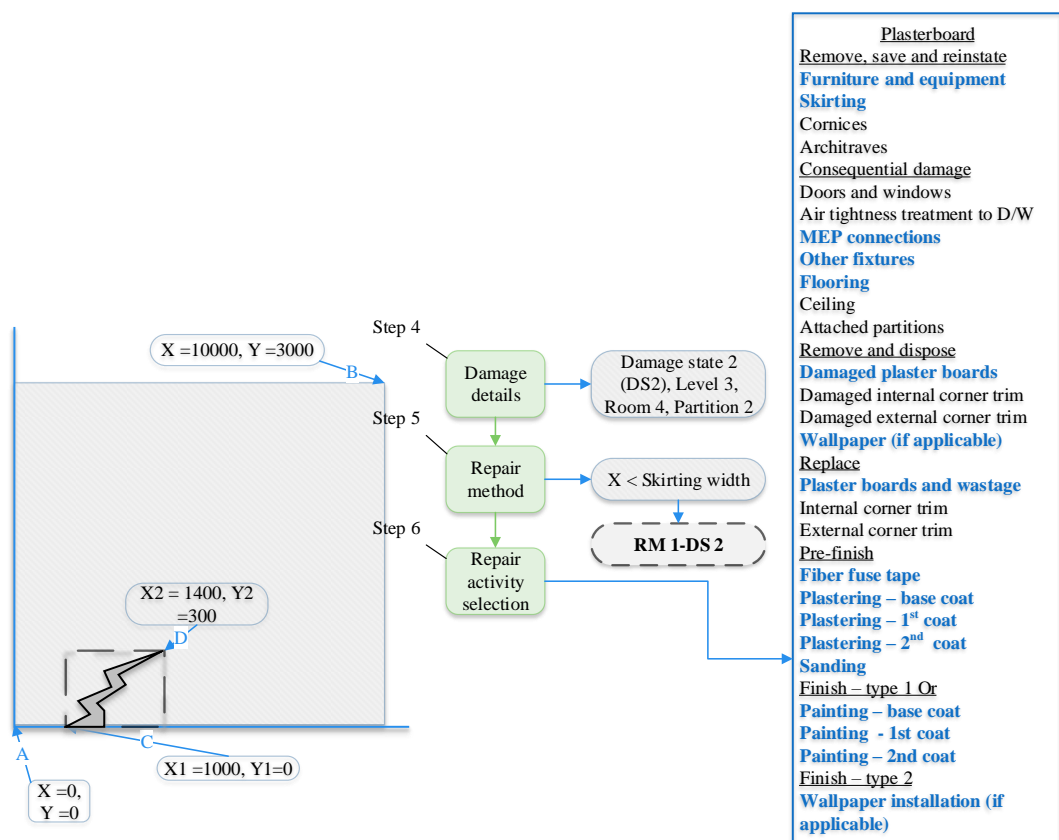 X =10000, Y =3000
B
X2 = 1400, Y2
=300
D
A
C
X1 =1000, Y1=0
X =0,
Y =0
Step 4
Damage
details
Damage state 2
(DS2), Level 3,
Room 4, Partition 2
Step 5
Repair
method
X < Skirting width
RM 1-DS 2
Step 6
Repair
activity
selection
Plasterboard
Remove, save and reinstate
Furniture and equipment
Skirting
Cornices
Architraves
Consequential damage
Doors and windows
Air tightness treatment to D/W
MEP connections
Other fixtures
Flooring
Ceiling
Attached partitions
Remove and dispose
Damaged plaster boards
Damaged internal corner trim
Damaged external corner trim
Wallpaper (if applicable)
Replace
Plaster boards and wastage
Internal corner trim
External corner trim
Pre-finish
Fiber fuse tape
Plastering – base coat
Plastering – 1st coat
Plastering – 2nd coat
Sanding
Finish – type 1 Or
Painting – base coat
Painting - 1st coat
Painting – 2nd coat
Finish – type 2
Wallpaper installation (if
applicable)